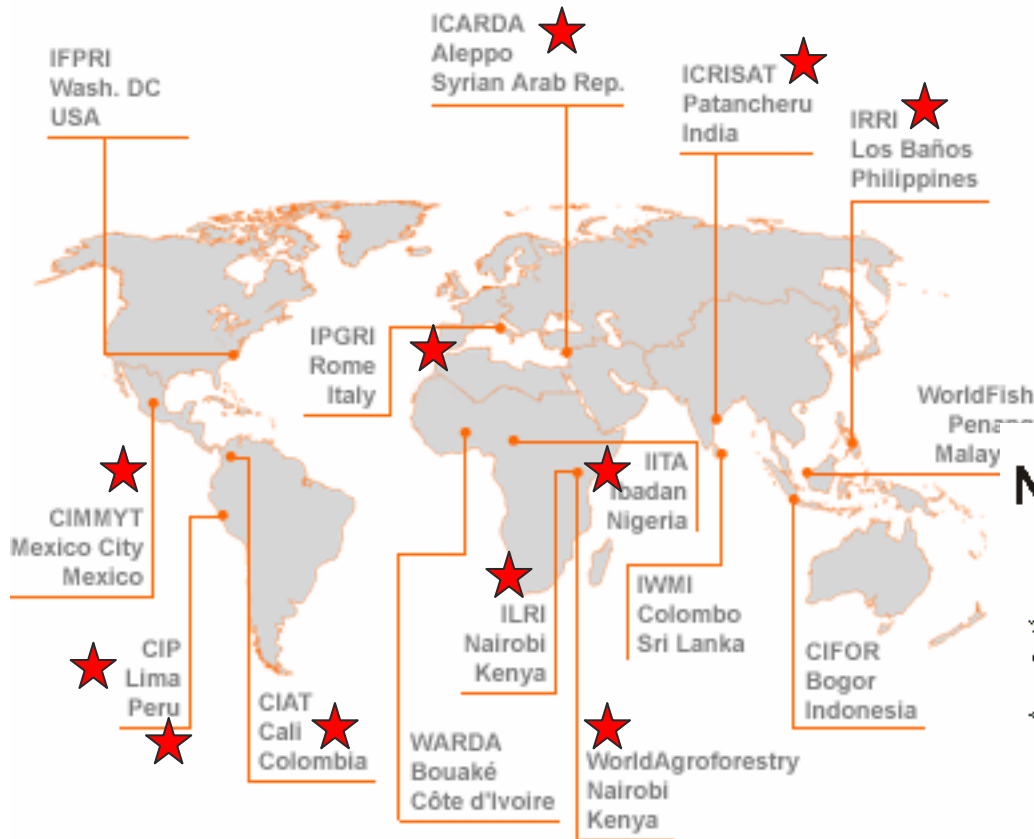 IFPRI
Wash. DC
USA
ICARDA
Aleppo
Syrian Arab Rep.
ICRISAT
Patancheru
India
IRRI
Los Baños
Philippines
IPGRI
Rome
Italy
WorldFish
Malay
IITA
Ibadan
Nigeria
CIMMYT
Mexico City
Mexico
ILRI
Nairobi
Kenya
IWMI
Colombo
Sri Lanka
CIP
Lima
Peru
CIFOR
Bogor
Indonesia
CIAT
Cali
Colombia
WARDA
Bouaké
Côte d'Ivoire
WorldAgroforestry
Nairobi
Kenya